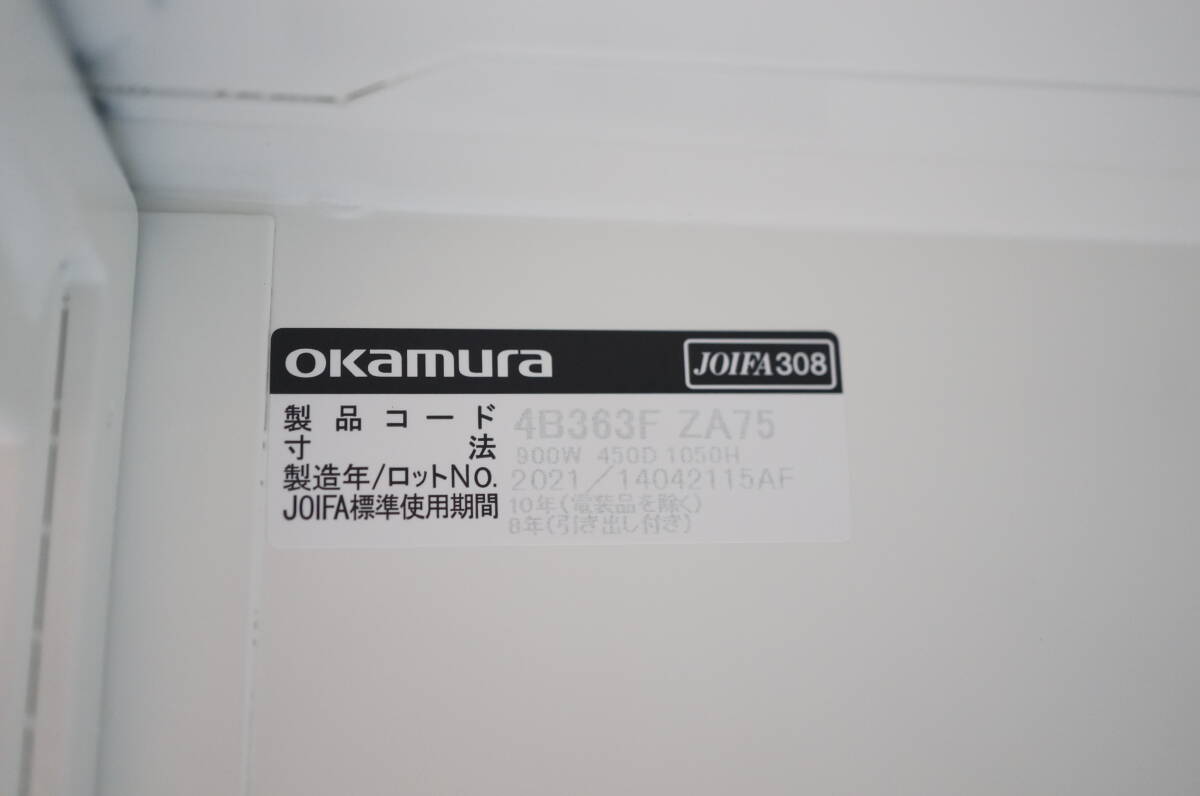 okamura JOIFA308
製品コード 4B363F ZA75
寸法 900W 450D 1050H
製造年/ロットNo. 2021/14042115AF
JOIFA標準使用期間 10年(電装品を除く)
8年(引き出し付き)